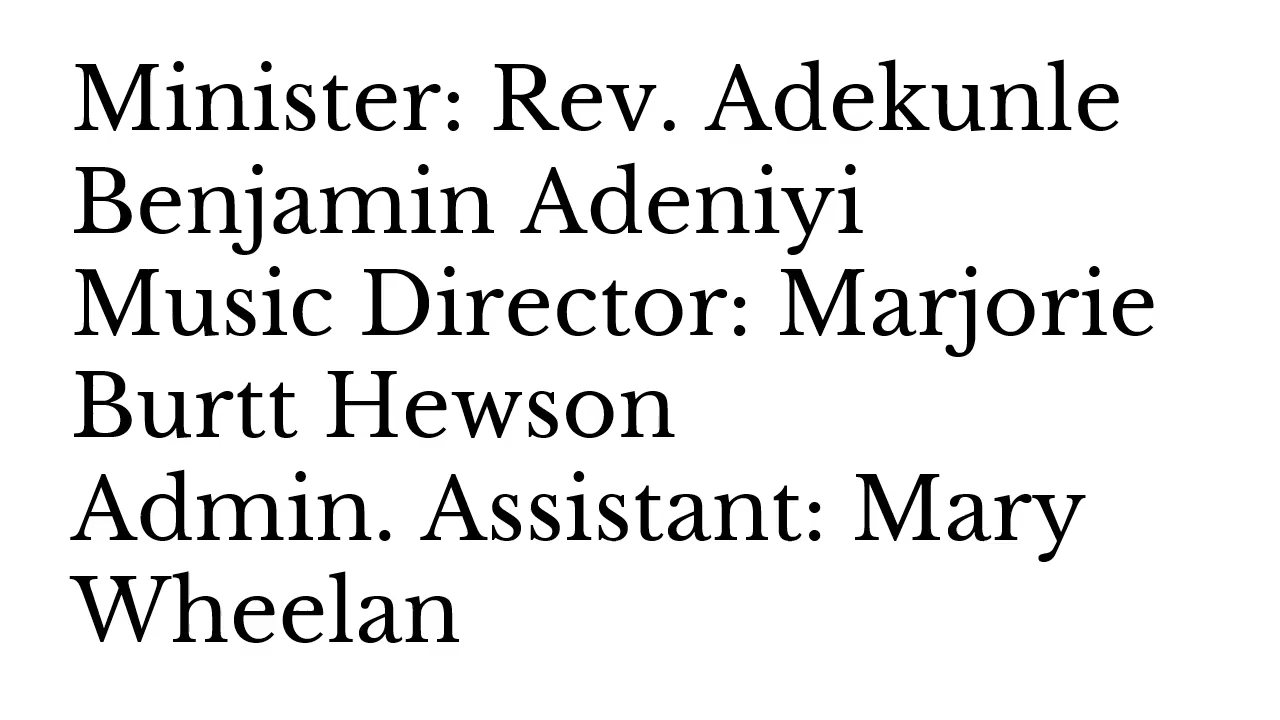 Minister: Rev. Adekunle
Benjamin Adeniyi
Music Director: Marjorie
Burtt Hewson
Admin. Assistant: Mary
Wheelan